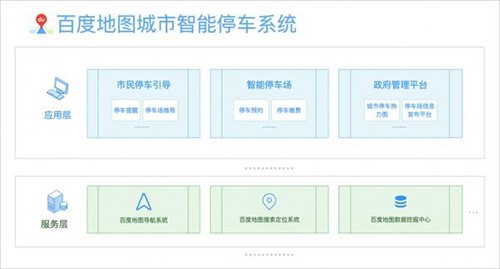 du 百度地图城市智能停车系统
市民停车引导
智能停车场
政府管理平台
停车提醒
停车场推荐
停车预约
停车缴费
城市停车热
力图
停车场信息
发布平台
......
......
......
应用层
百度地图导航系统
百度地图搜索定位系统
百度地图数据挖掘中心
...
服务层